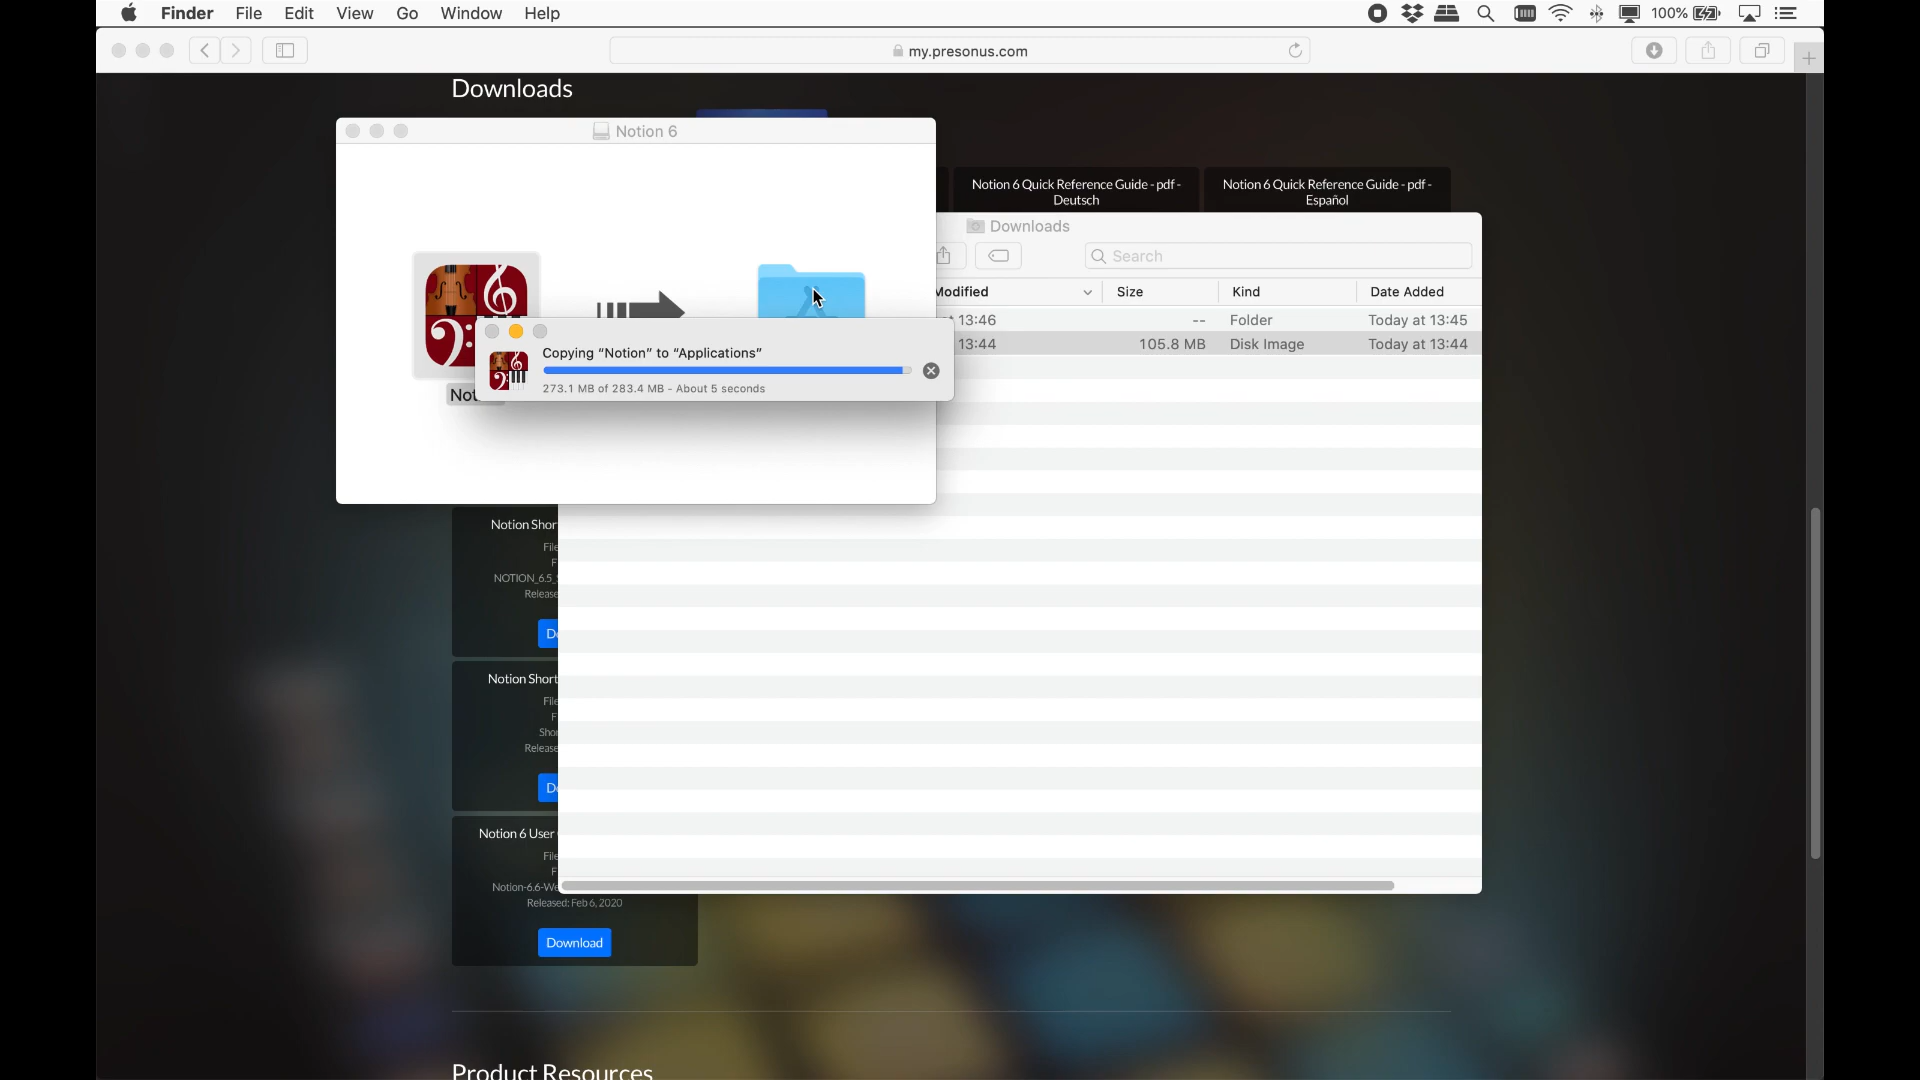 Finder File Edit View Go Window Help 100%
my.presonus.com
Downloads
Notion 6
Notion 6 Quick Reference Guide - pdf -
Deutsch
Notion 6 Quick Reference Guide - pdf -
Español
Downloads
Search
Modified Size Kind Date Added
13:46 -- Folder Today at 13:45
13:44 105.8 MB Disk Image Today at 13:44
Copying “Notion” to “Applications”
273.1 MB of 283.4 MB - About 5 seconds
Not
Notion Shor
File
F
NOTION_6.5_
Release
Do
Notion Short
File
F
Shor
Release
Do
Notion 6 User
File
F
Notion-6.6-We
Released: Feb 6, 2020
Download
Product Resources